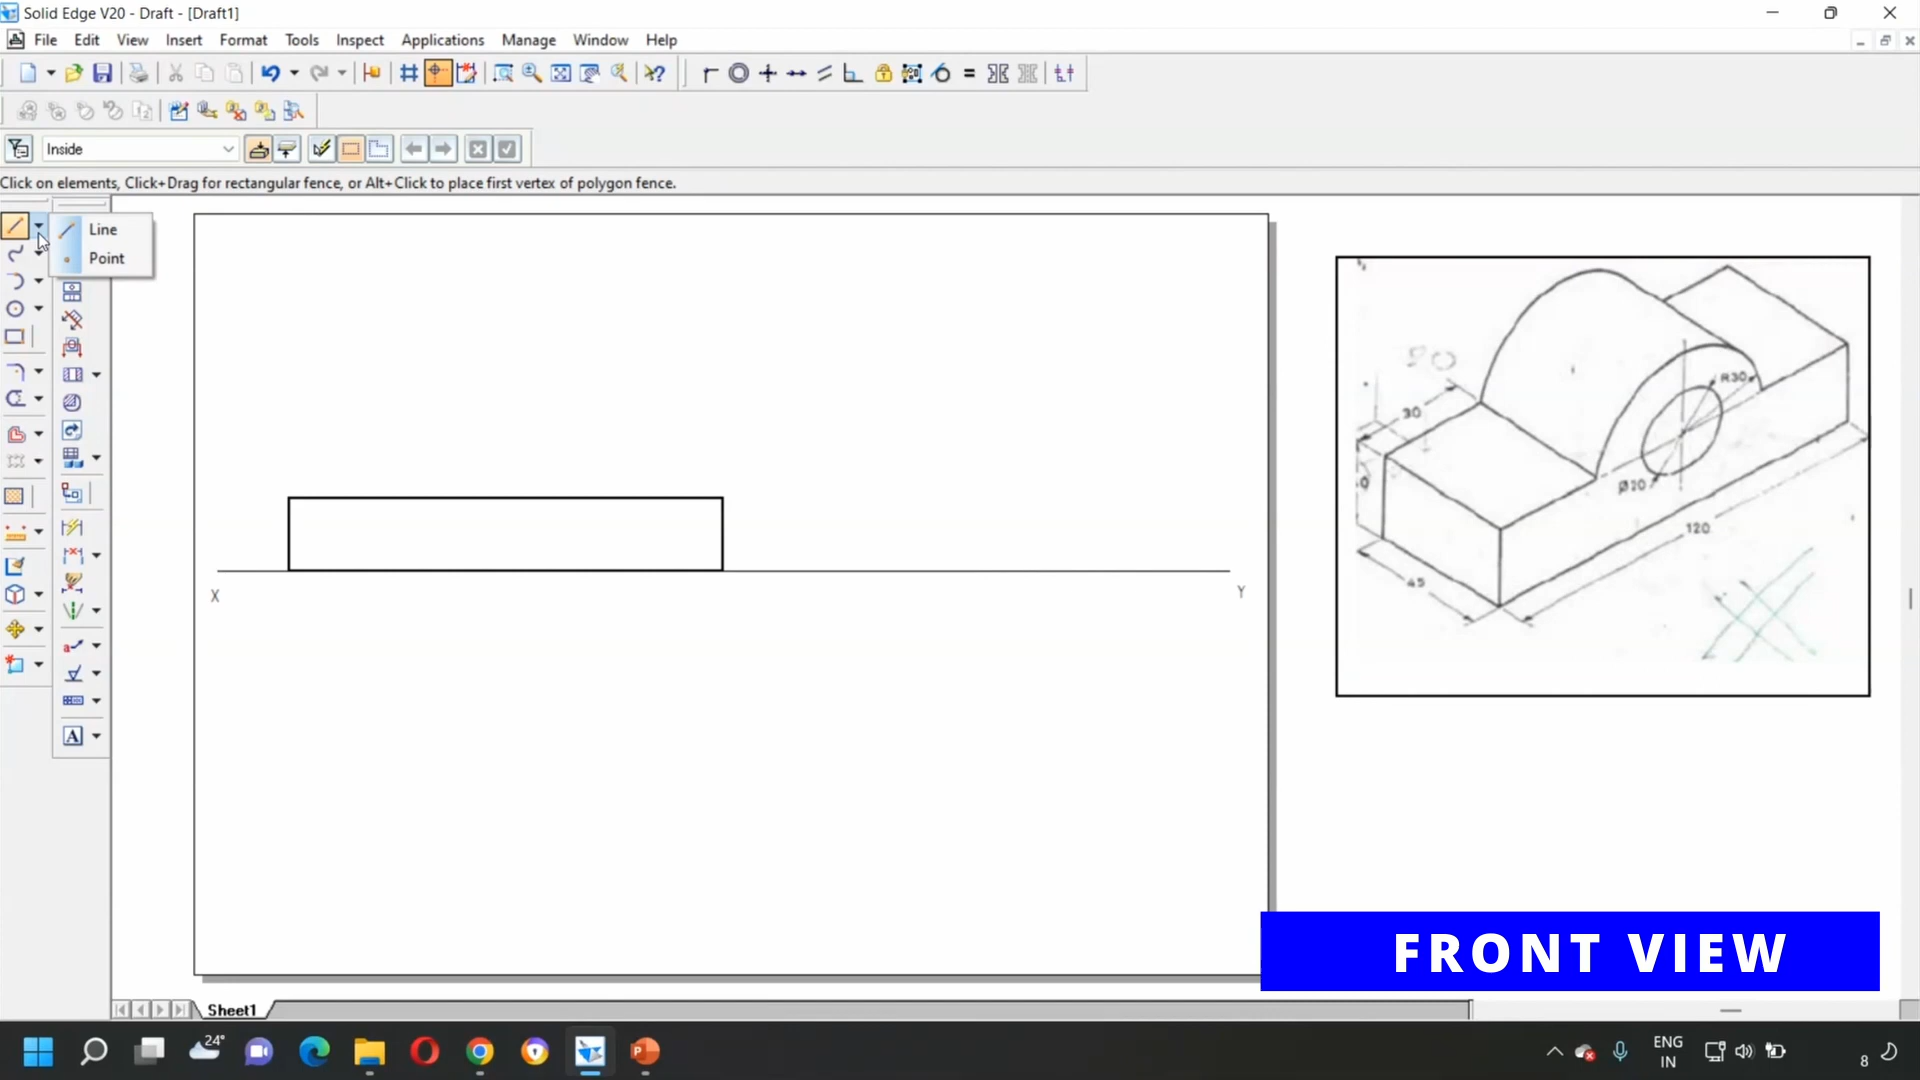 Solid Edge V20 - Draft - [Draft1]
File Edit View Insert Format Tools Inspect Applications Manage Window Help
Inside
Click on elements, Click+Drag for rectangular fence, or Alt+Click to place first vertex of polygon fence.
Line
Point
X
Y
R30
30
Ø20
120
45
FRONT VIEW
Sheet1
24°
ENG
IN
8